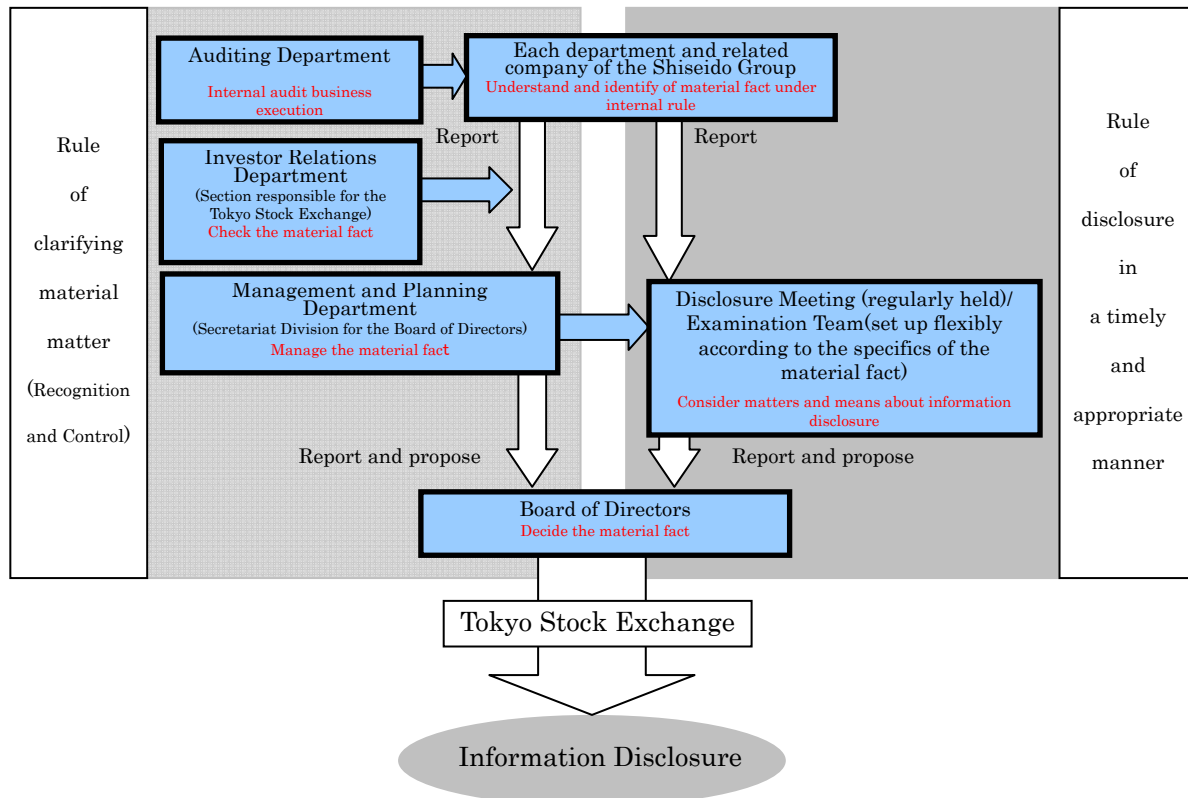 Rule
of
clarifying
material
matter
(Recognition
and Control)
Auditing Department
Internal audit business
execution
Each department and related
company of the Shiseido Group
Understand and identify of material fact under
internal rule
Report
Report
Investor Relations
Department
(Section responsible for the
Tokyo Stock Exchange)
Check the material fact
Management and Planning
Department
(Secretariat Division for the Board of Directors)
Manage the material fact
Disclosure Meeting (regularly held)/
Examination Team(set up flexibly
according to the specifics of the
material fact)
Consider matters and means about information
disclosure
Report and propose
Report and propose
Board of Directors
Decide the material fact
Rule
of
disclosure
in
a timely
and
appropriate
manner
Tokyo Stock Exchange
Information Disclosure